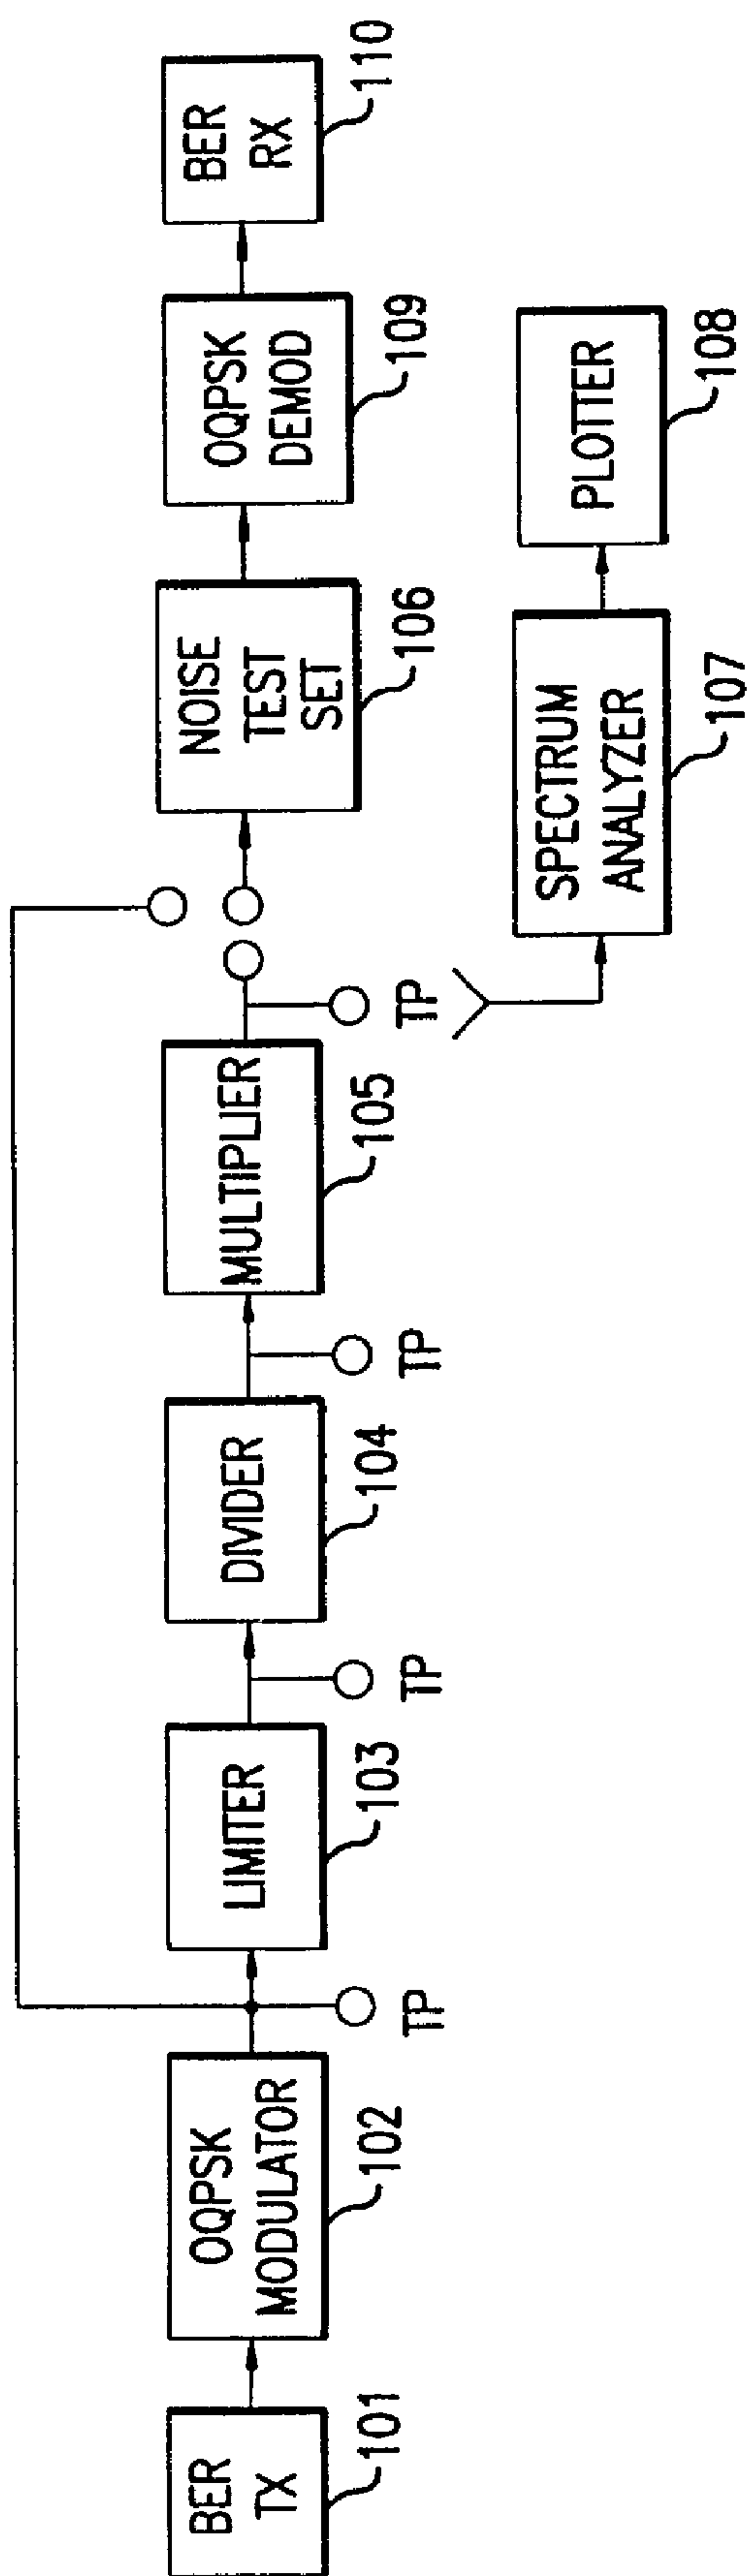 BER
TX
101
OQPSK
MODULATOR
102
TP
LIMITER
103
TP
DIVIDER
104
TP
MULTIPLIER
105
TP
NOISE
TEST
SET
106
OQPSK
DEMOD
109
BER
RX
110
SPECTRUM
ANALYZER
107
PLOTTER
108